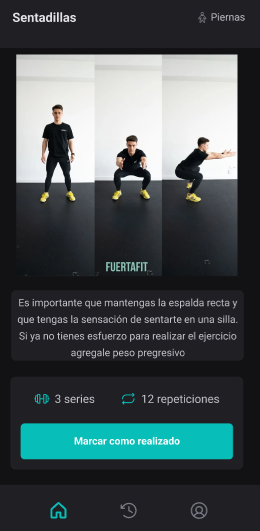 Sentadillas
Piernas
FUERTAFIT
Es importante que mantengas la espalda recta y
que tengas la sensación de sentarte en una silla.
Si ya no tienes esfuerzo para realizar el ejercicio
agregale peso pregresivo
3 series
12 repeticiones
Marcar como realizado